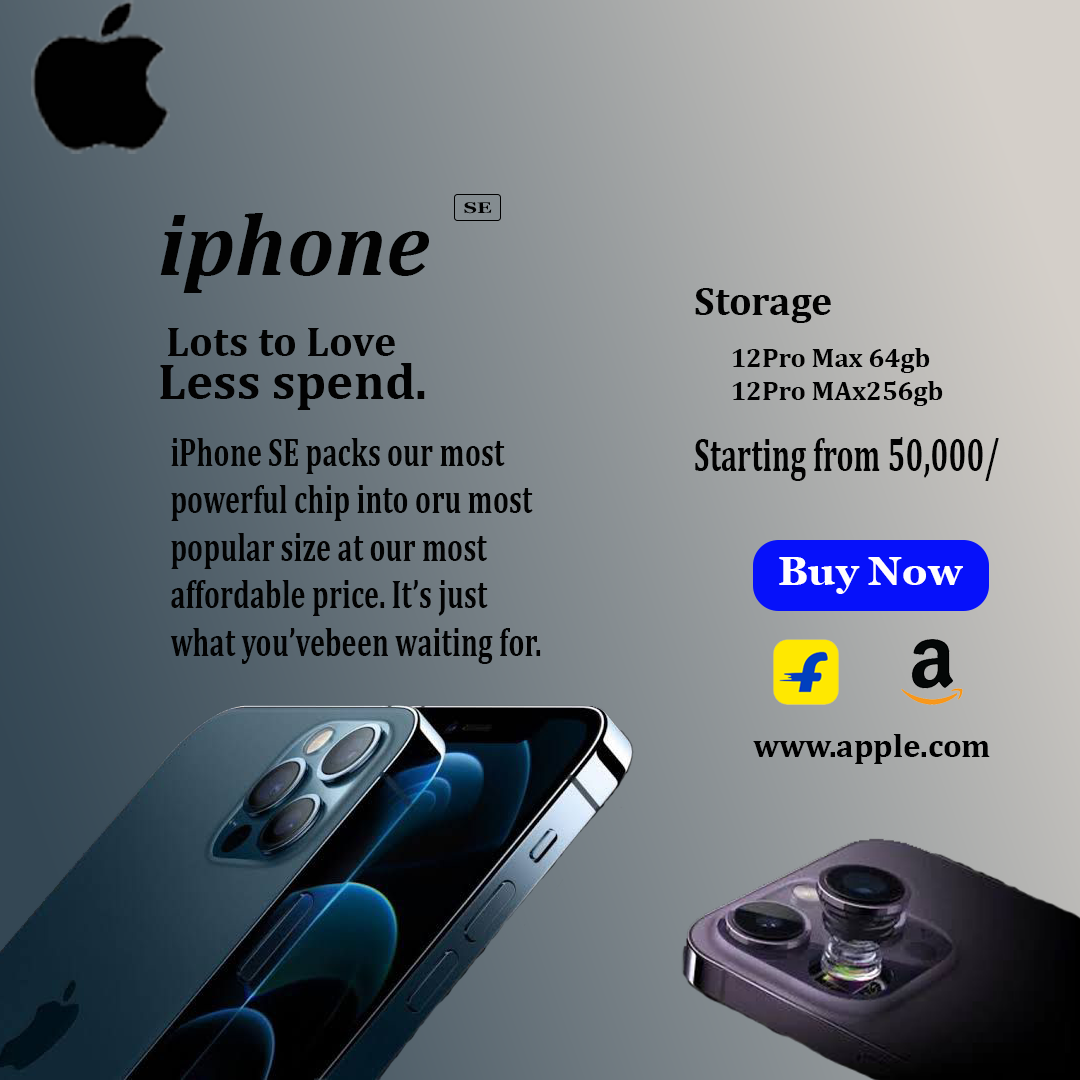 iphone
SE
Lots to Love
Less spend.
iPhone SE packs our most
powerful chip into oru most
popular size at our most
affordable price. It’s just
what you’vebeen waiting for.
Storage
12Pro Max 64gb
12Pro MAx256gb
Starting from 50,000/
Buy Now
f
a
www.apple.com